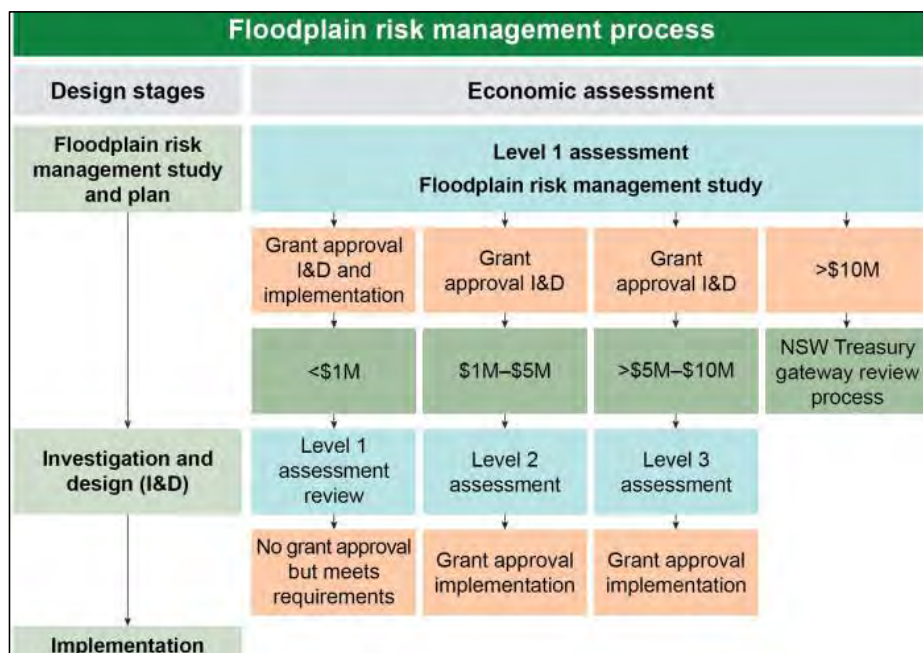 Floodplain risk management process
Design stages
Economic assessment
Floodplain risk
management study
and plan
Level 1 assessment
Floodplain risk management study
Grant approval
I&D and
implementation
Grant
approval I&D
Grant
approval I&D
>$10M
<$1M
$1M–$5M
>$5M–$10M
NSW Treasury
gateway review
process
Investigation and
design (I&D)
Level 1
assessment
review
Level 2
assessment
Level 3
assessment
No grant approval
but meets
requirements
Grant approval
implementation
Grant approval
implementation
Implementation